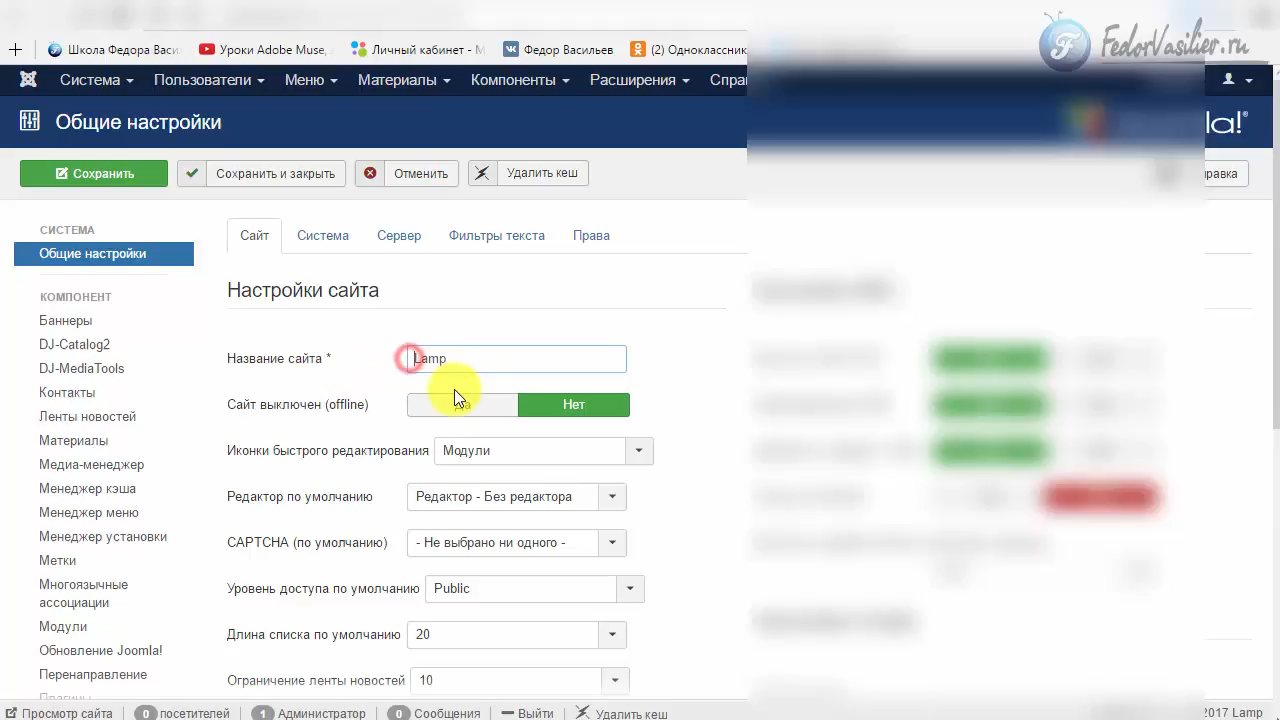 FedorVasiliev.ru
Школа Федора Васи
Уроки Adobe Muse,
Личный кабинет - М
Федор Васильев
(2) Одноклассник
Система
Пользователи
Меню
Материалы
Компоненты
Расширения
Спра
Общие настройки
la!®
Сохранить
Сохранить и закрыть
Отменить
Удалить кеш
равка
СИСТЕМА
Общие настройки
КОМПОНЕНТ
Баннеры
DJ-Catalog2
DJ-MediaTools
Контакты
Ленты новостей
Материалы
Медиа-менеджер
Менеджер кэша
Менеджер меню
Менеджер установки
Метки
Многоязычные
ассоциации
Модули
Обновление Joomla!
Перенаправление
Плагины
Сайт
Система
Сервер
Фильтры текста
Права
Настройки сайта
Название сайта *
Lamp
Сайт выключен (offline)
Да
Нет
Иконки быстрого редактирования
Модули
Редактор по умолчанию
Редактор - Без редактора
CAPTCHA (по умолчанию)
- Не выбрано ни одного -
Уровень доступа по умолчанию
Public
Длина списка по умолчанию
20
Ограничение ленты новостей
10
Просмотр сайта
0 посетителей
1 Администратор
0 Сообщения
Выйти
Удалить кеш
2017 Lamp